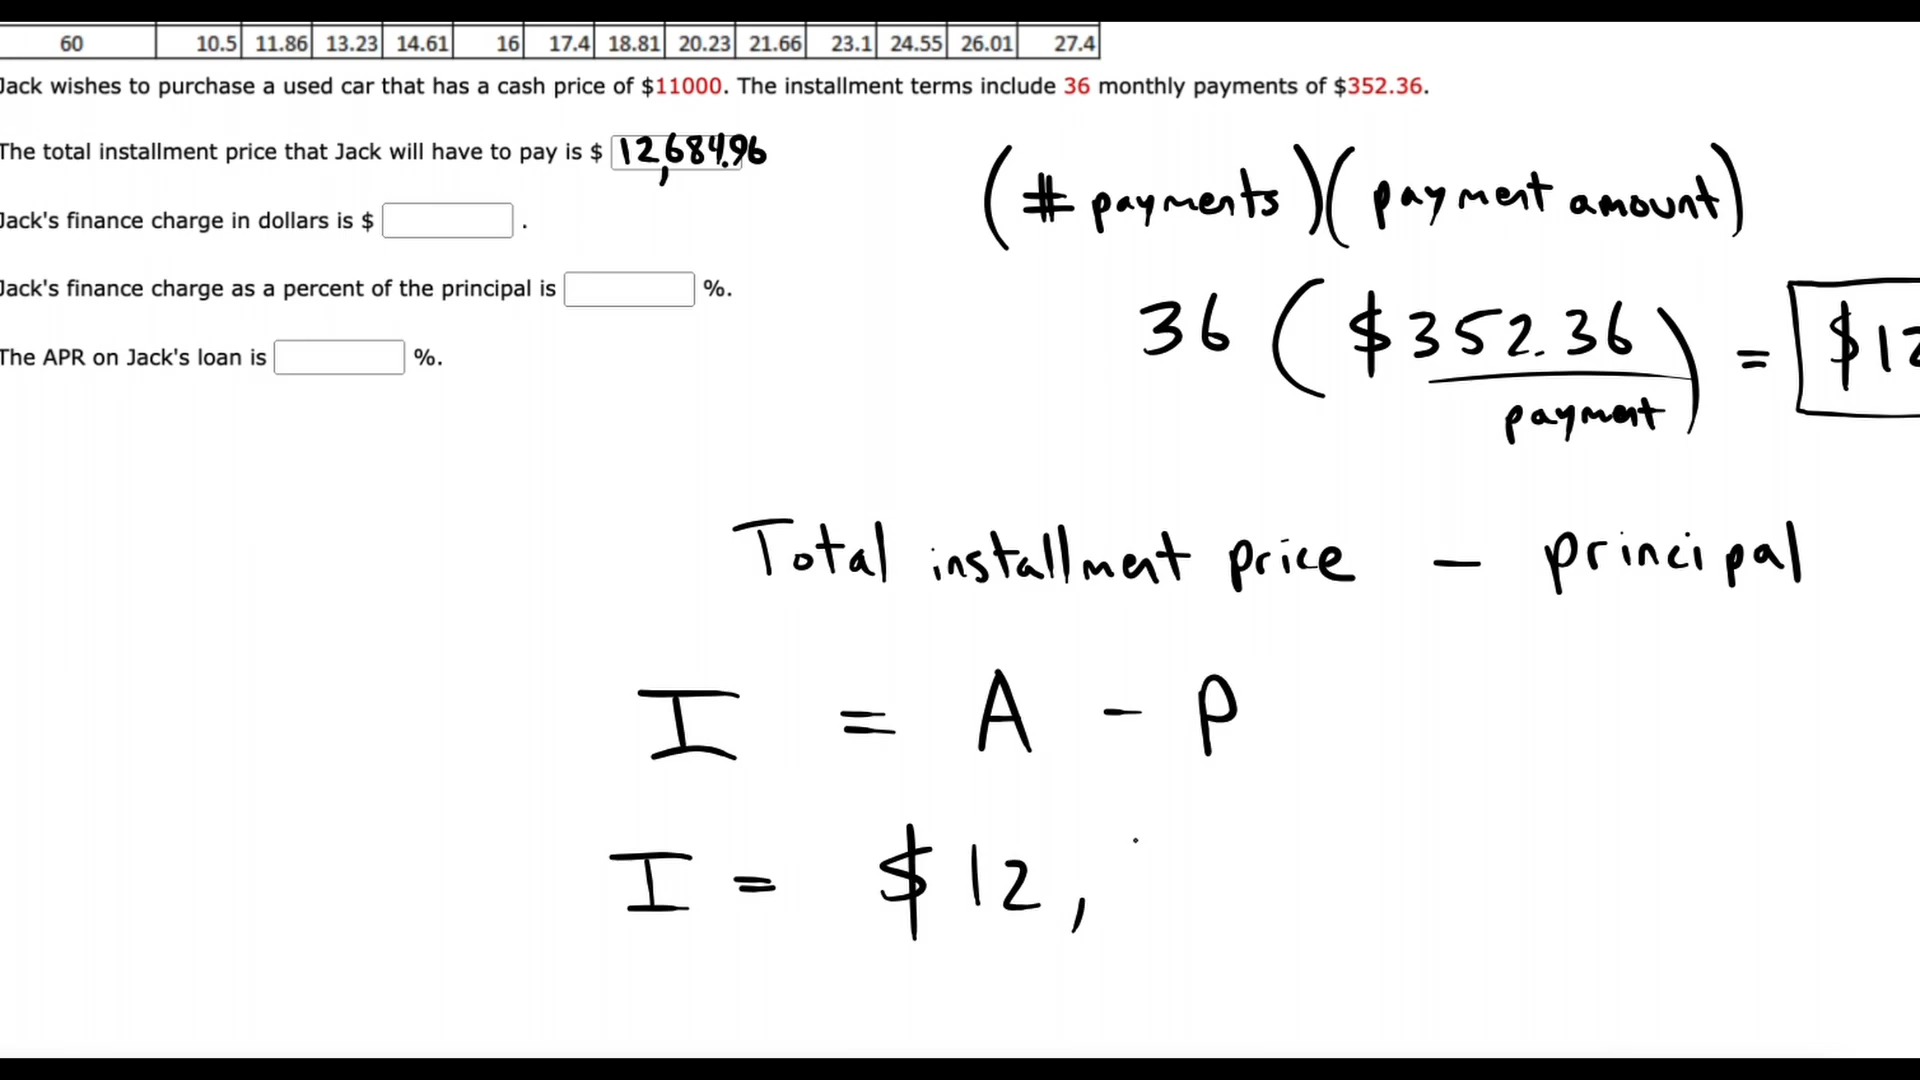 60 10.5 11.86 13.23 14.61 16 17.4 18.81 20.23 21.66 23.1 24.55 26.01 27.4
Jack wishes to purchase a used car that has a cash price of $11000. The installment terms include 36 monthly payments of $352.36.
The total installment price that Jack will have to pay is $ 12,684.96
(# payments)(payment amount)
Jack's finance charge in dollars is $ .
Jack's finance charge as a percent of the principal is %.
36 ($352.36 / payment) = $12
The APR on Jack's loan is %.
Total installment price - principal
I = A - P
I = $12,